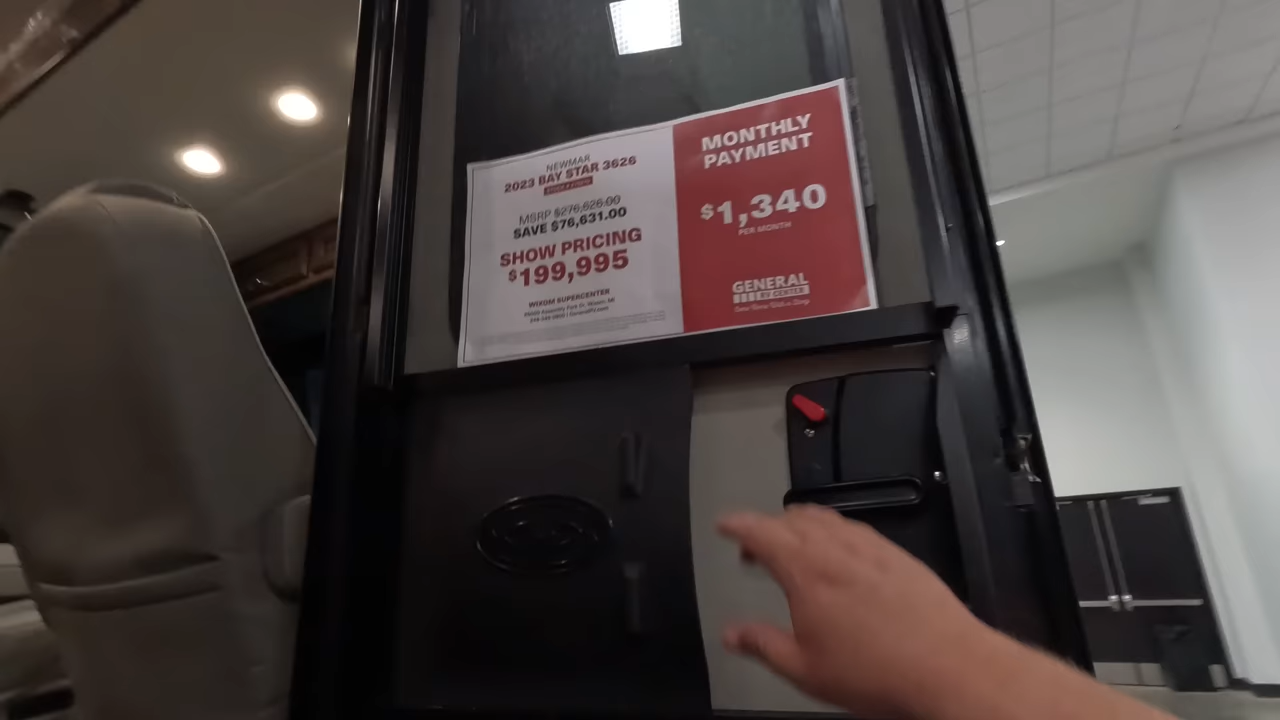 NEWMAR
2023 BAY STAR 3626
MSRP $276,626.00
SAVE $76,631.00
SHOW PRICING
$199,995
WIXOM SUPERCENTER
MONTHLY
PAYMENT
$1,340
PER MONTH
GENERAL
RV CENTER